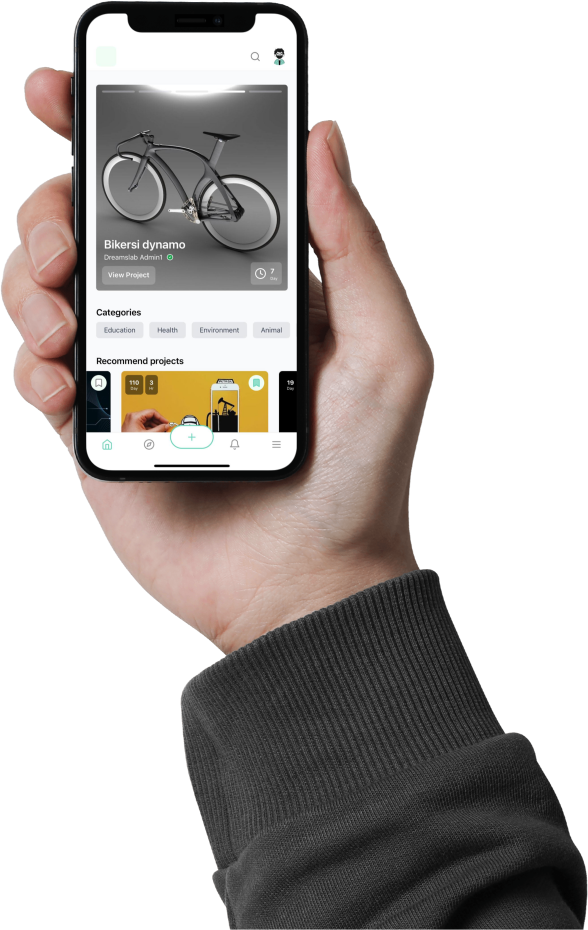 Bikersi dynamo
Dreamslab Admin1
View Project
7
Day
Categories
Education
Health
Environment
Animal
Recommend projects
110
Day
3
Hr
19
Day